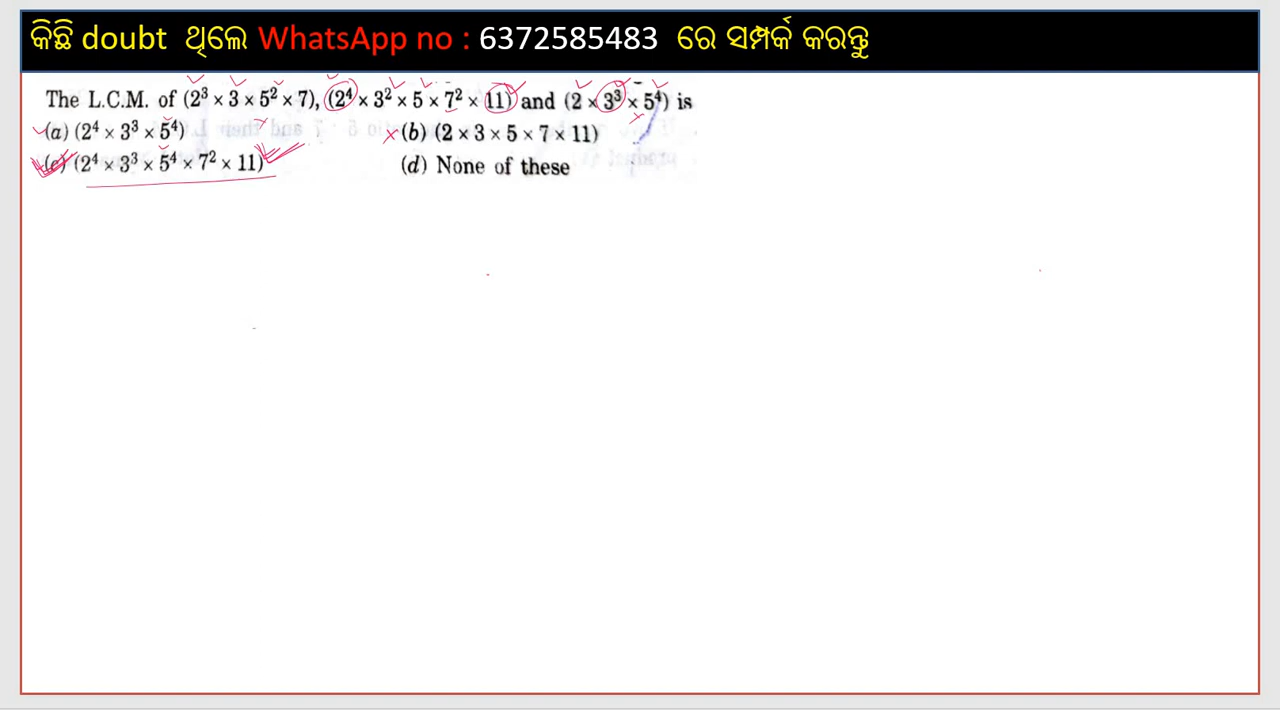 କିଛି doubt ଥିଲେ WhatsApp no : 6372585483 ରେ ସମ୍ପର୍କ କରନ୍ତୁ
The L.C.M. of (2³ × 3 × 5² × 7), (2⁴ × 3² × 5 × 7² × 11) and (2 × 3³ × 5⁴) is
(a) (2⁴ × 3³ × 5⁴) (b) (2 × 3 × 5 × 7 × 11)
(c) (2⁴ × 3³ × 5⁴ × 7² × 11) (d) None of these